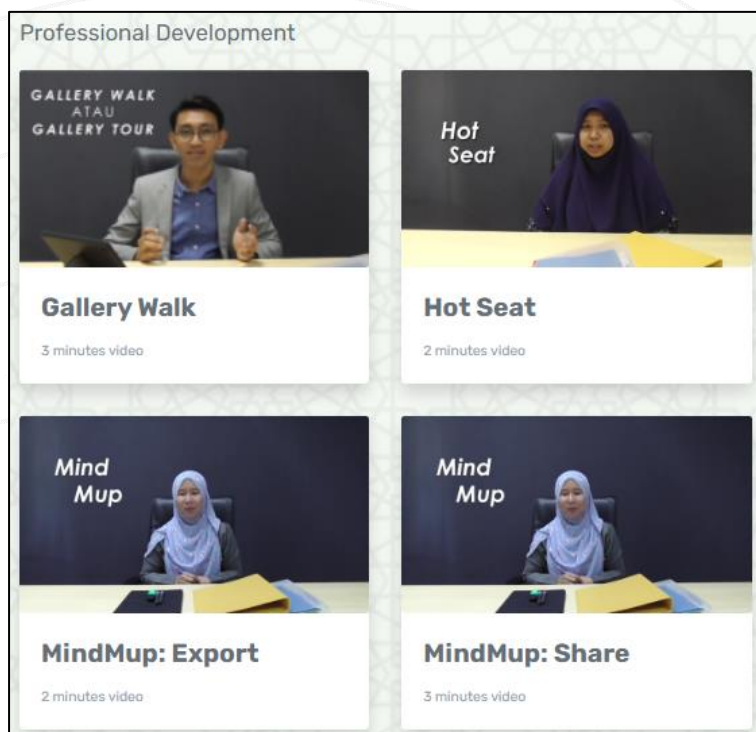 Professional Development
GALLERY WALK
ATAU
GALLERY TOUR
Hot
Seat
Gallery Walk
3 minutes video
Hot Seat
2 minutes video
Mind
Mup
Mind
Mup
MindMup: Export
2 minutes video
MindMup: Share
3 minutes video